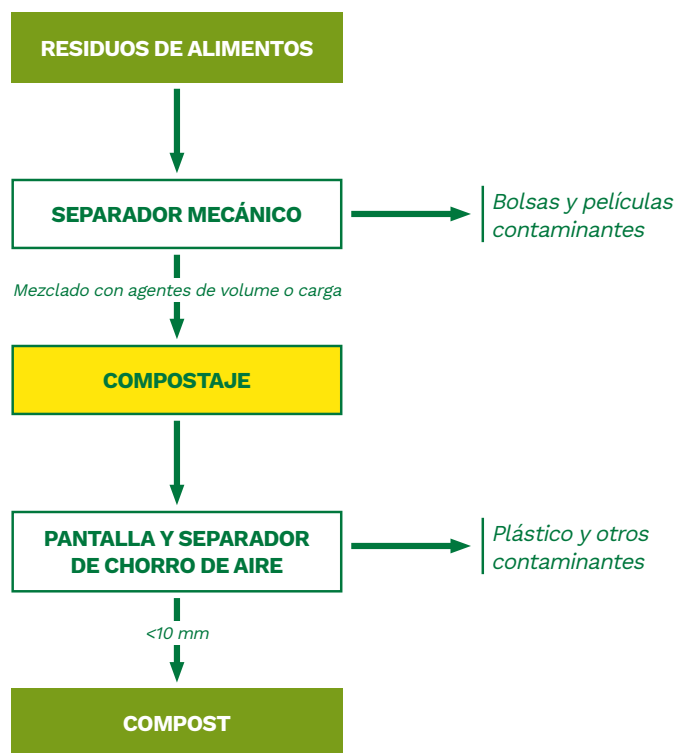 RESIDUOS DE ALIMENTOS
SEPARADOR MECÁNICO
Bolsas y películas
contaminantes
Mezclado con agentes de volume o carga
COMPOSTAJE
PANTALLA Y SEPARADOR
DE CHORRO DE AIRE
Plástico y otros
contaminantes
<10 mm
COMPOST